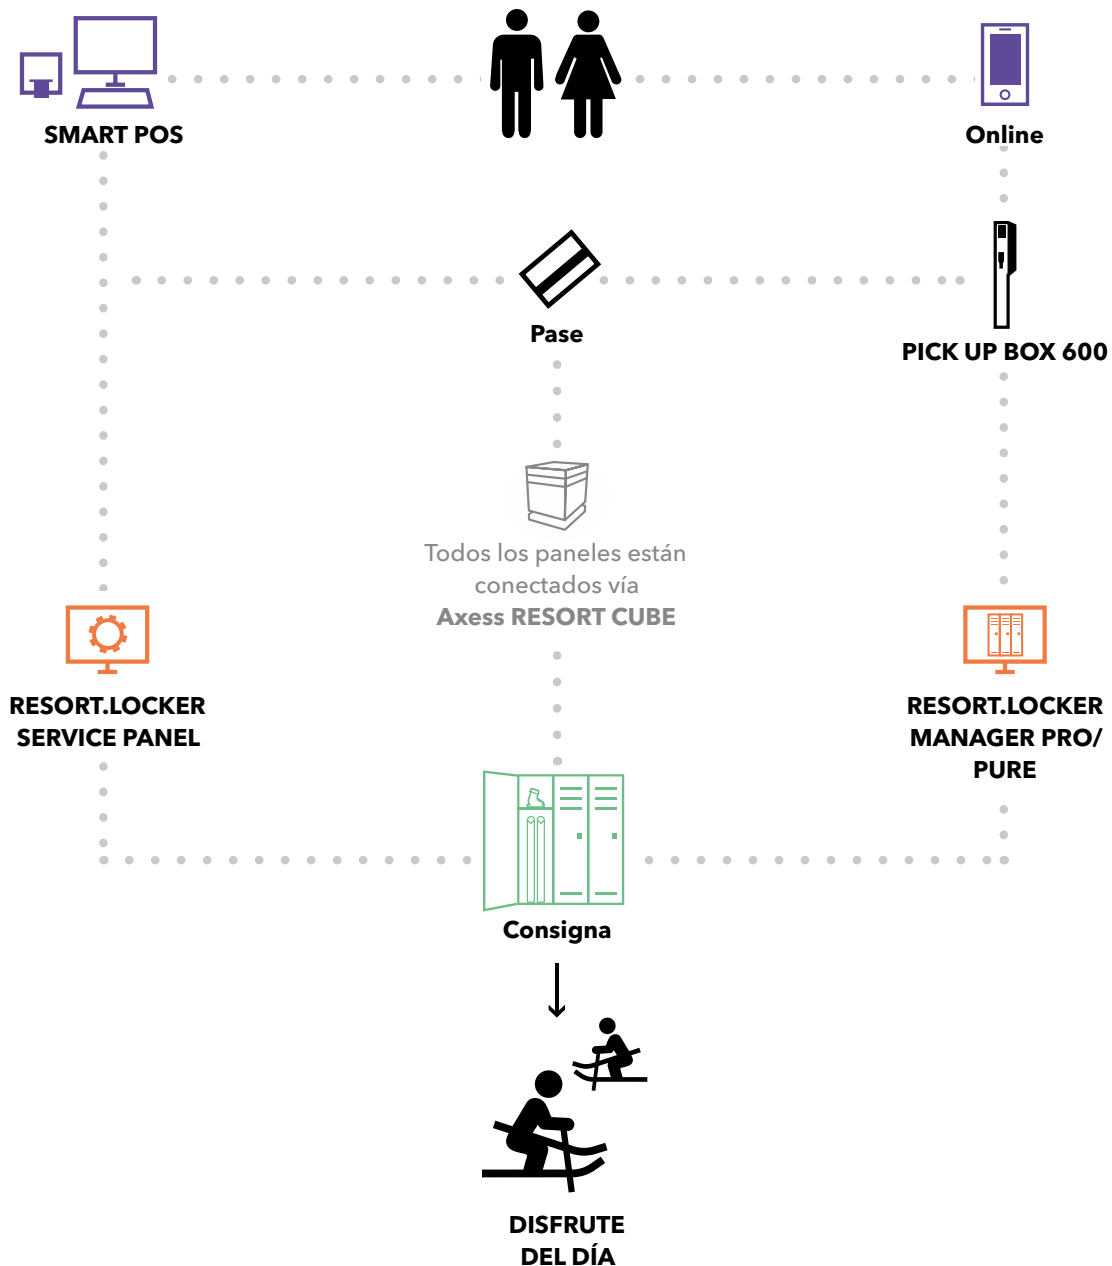 SMART POS
Online
Pase
PICK UP BOX 600
Todos los paneles están
conectados vía
Axess RESORT CUBE
RESORT.LOCKER
SERVICE PANEL
RESORT.LOCKER
MANAGER PRO/
PURE
Consigna
DISFRUTE
DEL DÍA